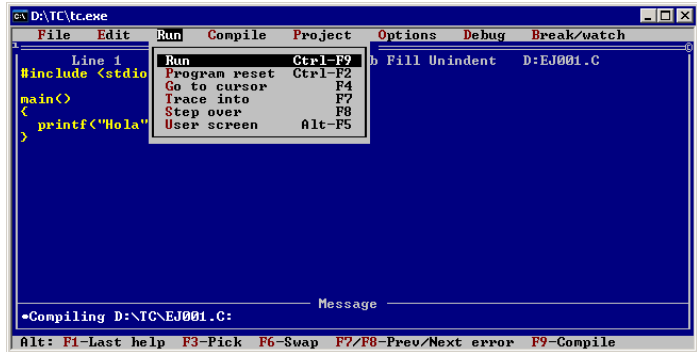 D:\TC\tc.exe
File Edit Run Compile Project Options Debug Break/watch
Line 1 b Fill Unindent D:EJ001.C
Run Ctrl-F9
Program reset Ctrl-F2
Go to cursor F4
Trace into F7
Step over F8
User screen Alt-F5
#include <stdio
main()
{
printf("Hola"
}
Message
•Compiling D:\TC\EJ001.C:
Alt: F1-Last help F3-Pick F6-Swap F7/F8-Prev/Next error F9-Compile